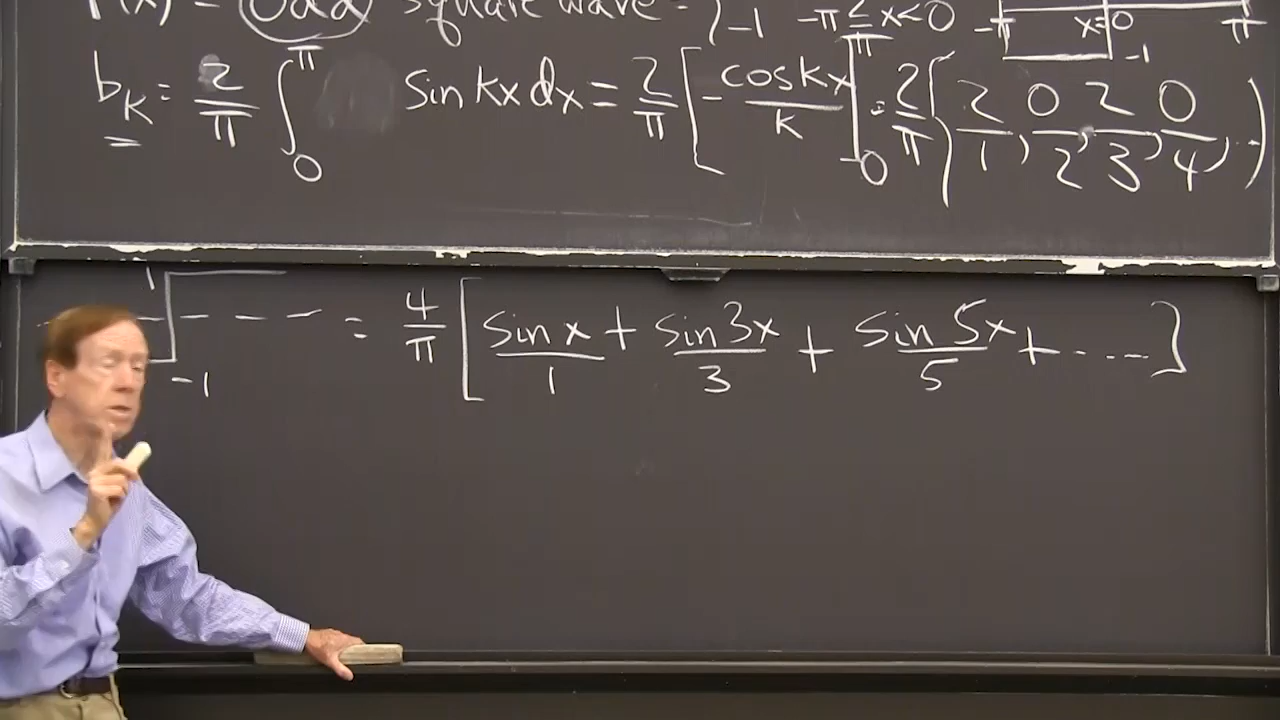 F(x) = odd square wave = { -1 -π ≤ x < 0 -π x=0 π -1
b_k = 2/π ∫_0^π sin kx dx = 2/π [ - cos kx / k ]_0^π = 2/π { 2/1, 0/2, 2/3, 0/4, ... }
1 -1 = 4/π [ sin x / 1 + sin 3x / 3 + sin 5x / 5 + ---- ]